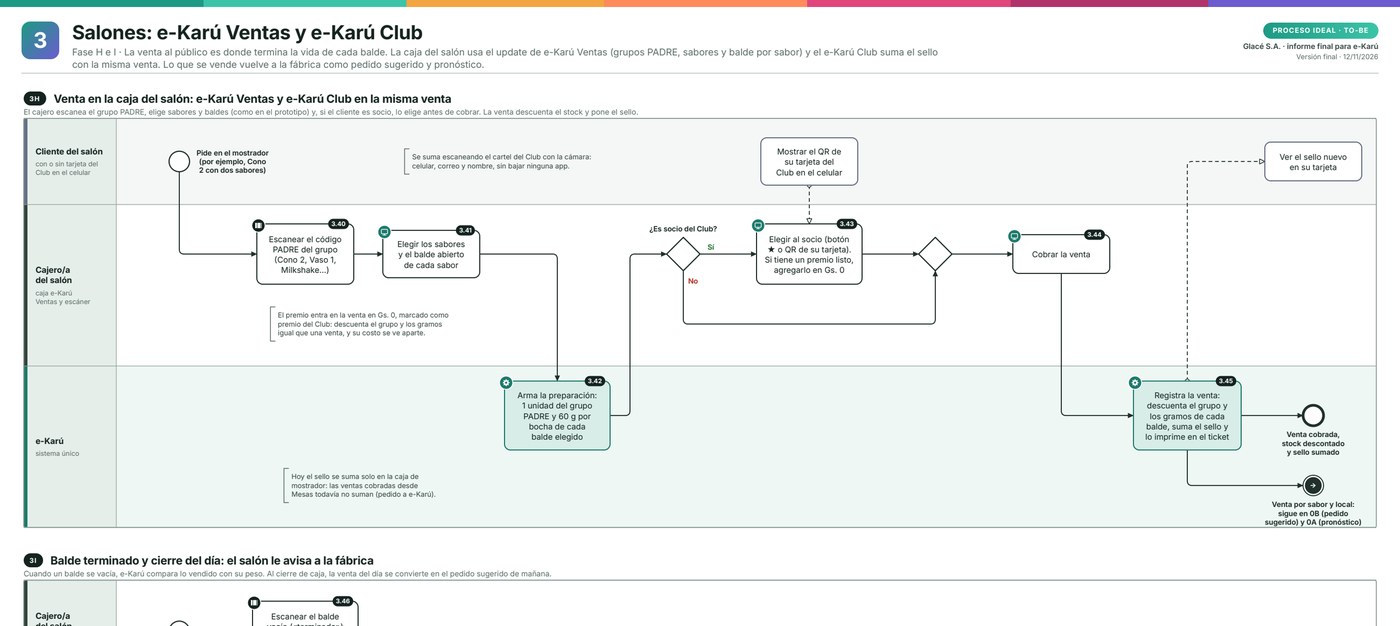 3
Salones: e-Karú Ventas y e-Karú Club
Fase H e I · La venta al público es donde termina la vida de cada balde. La caja del salón usa el update de e-Karú Ventas (grupos PADRE, sabores y balde por sabor) y el e-Karú Club suma el sello
con la misma venta. Lo que se vende vuelve a la fábrica como pedido sugerido y pronóstico.
PROCESO IDEAL · TO-BE
Glacé S.A. · informe final para e-Karú
Versión final · 12/11/2026
3H
Venta en la caja del salón: e-Karú Ventas y e-Karú Club en la misma venta
El cajero escanea el grupo PADRE, elige sabores y baldes (como en el prototipo) y, si el cliente es socio, lo elige antes de cobrar. La venta descuenta el stock y pone el sello.
Cliente del salón
con o sin tarjeta del
Club en el celular
Pide en el mostrador
(por ejemplo, Cono
2 con dos sabores)
Se suma escaneando el cartel del Club con la cámara:
celular, correo y nombre, sin bajar ninguna app.
Mostrar el QR de
su tarjeta del
Club en el celular
Ver el sello nuevo
en su tarjeta
Cajero/a
del salón
caja e-Karú
Ventas y escáner
3.40
Escanear el código
PADRE del grupo
(Cono 2, Vaso 1,
Milkshake...)
3.41
Elegir los sabores
y el balde abierto
de cada sabor
¿Es socio del Club?
Sí
No
3.43
Elegir al socio (botón
★ o QR de su tarjeta).
Si tiene un premio listo,
agregarlo en Gs. 0
3.44
Cobrar la venta
El premio entra en la venta en Gs. 0, marcado como
premio del Club: descuenta el grupo y los gramos
igual que una venta, y su costo se ve aparte.
e-Karú
sistema único
3.42
Arma la preparación:
1 unidad del grupo
PADRE y 60 g por
bocha de cada
balde elegido
3.45
Registra la venta:
descuenta el grupo y
los gramos de cada
balde, suma el sello y
lo imprime en el ticket
Venta cobrada,
stock descontado
y sello sumado
Hoy el sello se suma solo en la caja de
mostrador: las ventas cobradas desde
Mesas todavía no suman (pedido a e-Karú).
Venta por sabor y local:
sigue en 0B (pedido
sugerido) y 0A (pronóstico)
3I
Balde terminado y cierre del día: el salón le avisa a la fábrica
Cuando un balde se vacía, e-Karú compara lo vendido con su peso. Al cierre de caja, la venta del día se convierte en el pedido sugerido de mañana.
Cajero/a
3.46
Escanear el balde